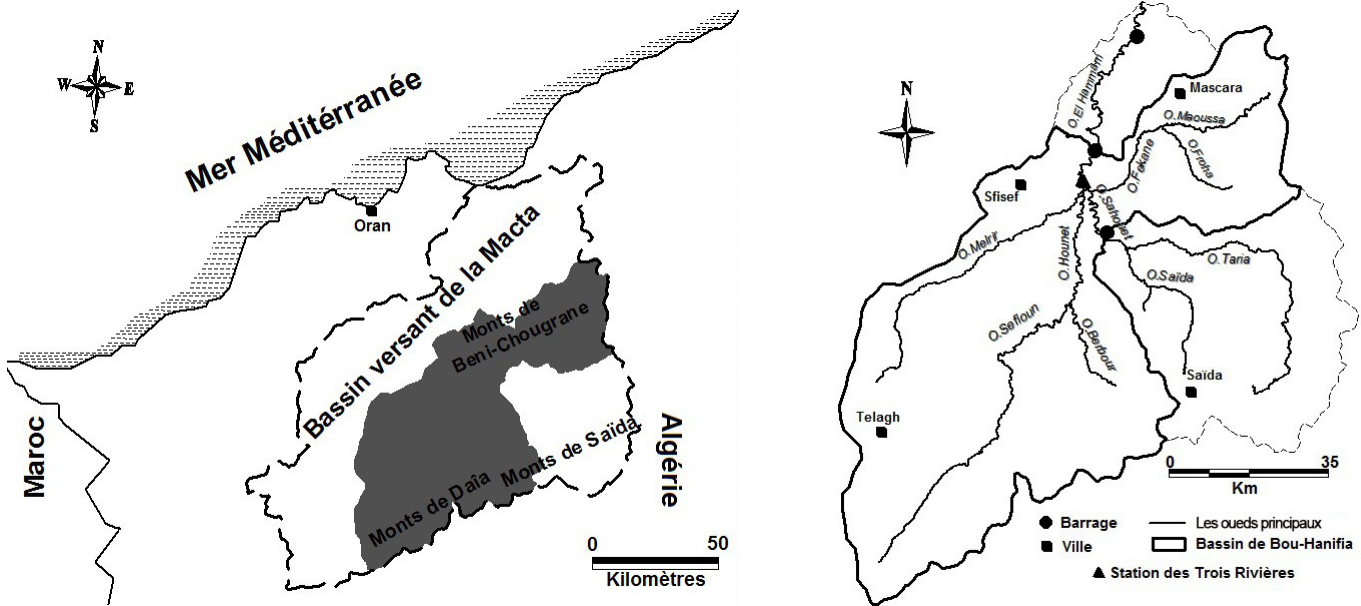 N
W
E
S
Mer Méditérranée
Oran
Bassin versant de la Macta
Monts de
Beni-Chougrane
Maroc
Algérie
Monts de Saïda
Monts de Daîa
0 50
Kilomètres
N
O.El Hammam
Mascara
O.Maoussa
O.Froha
O.Fekane
Sfisef
O.Sahouet
O.Melrir
O.Hounet
O.Taria
O.Saïda
O.Sefioun
O.Berbour
Saïda
Telagh
0 35
Km
Barrage
Les oueds principaux
Ville
Bassin de Bou-Hanifia
Station des Trois Rivières